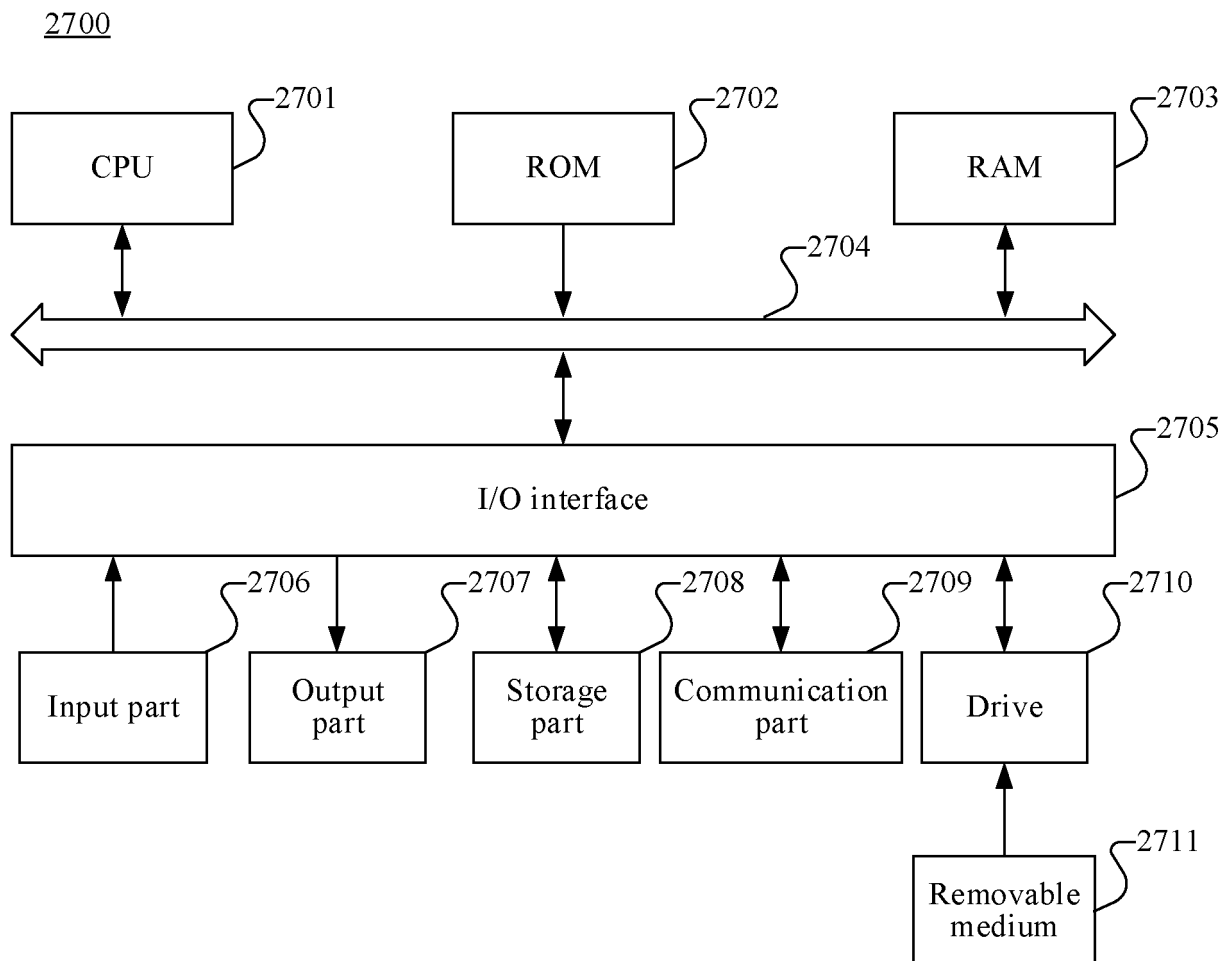 2700
2701
2702
2703
CPU
ROM
RAM
2704
2705
I/O interface
2706
2707
2708
2709
2710
Input part
Output
part
Storage
part
Communication
part
Drive
2711
Removable
medium